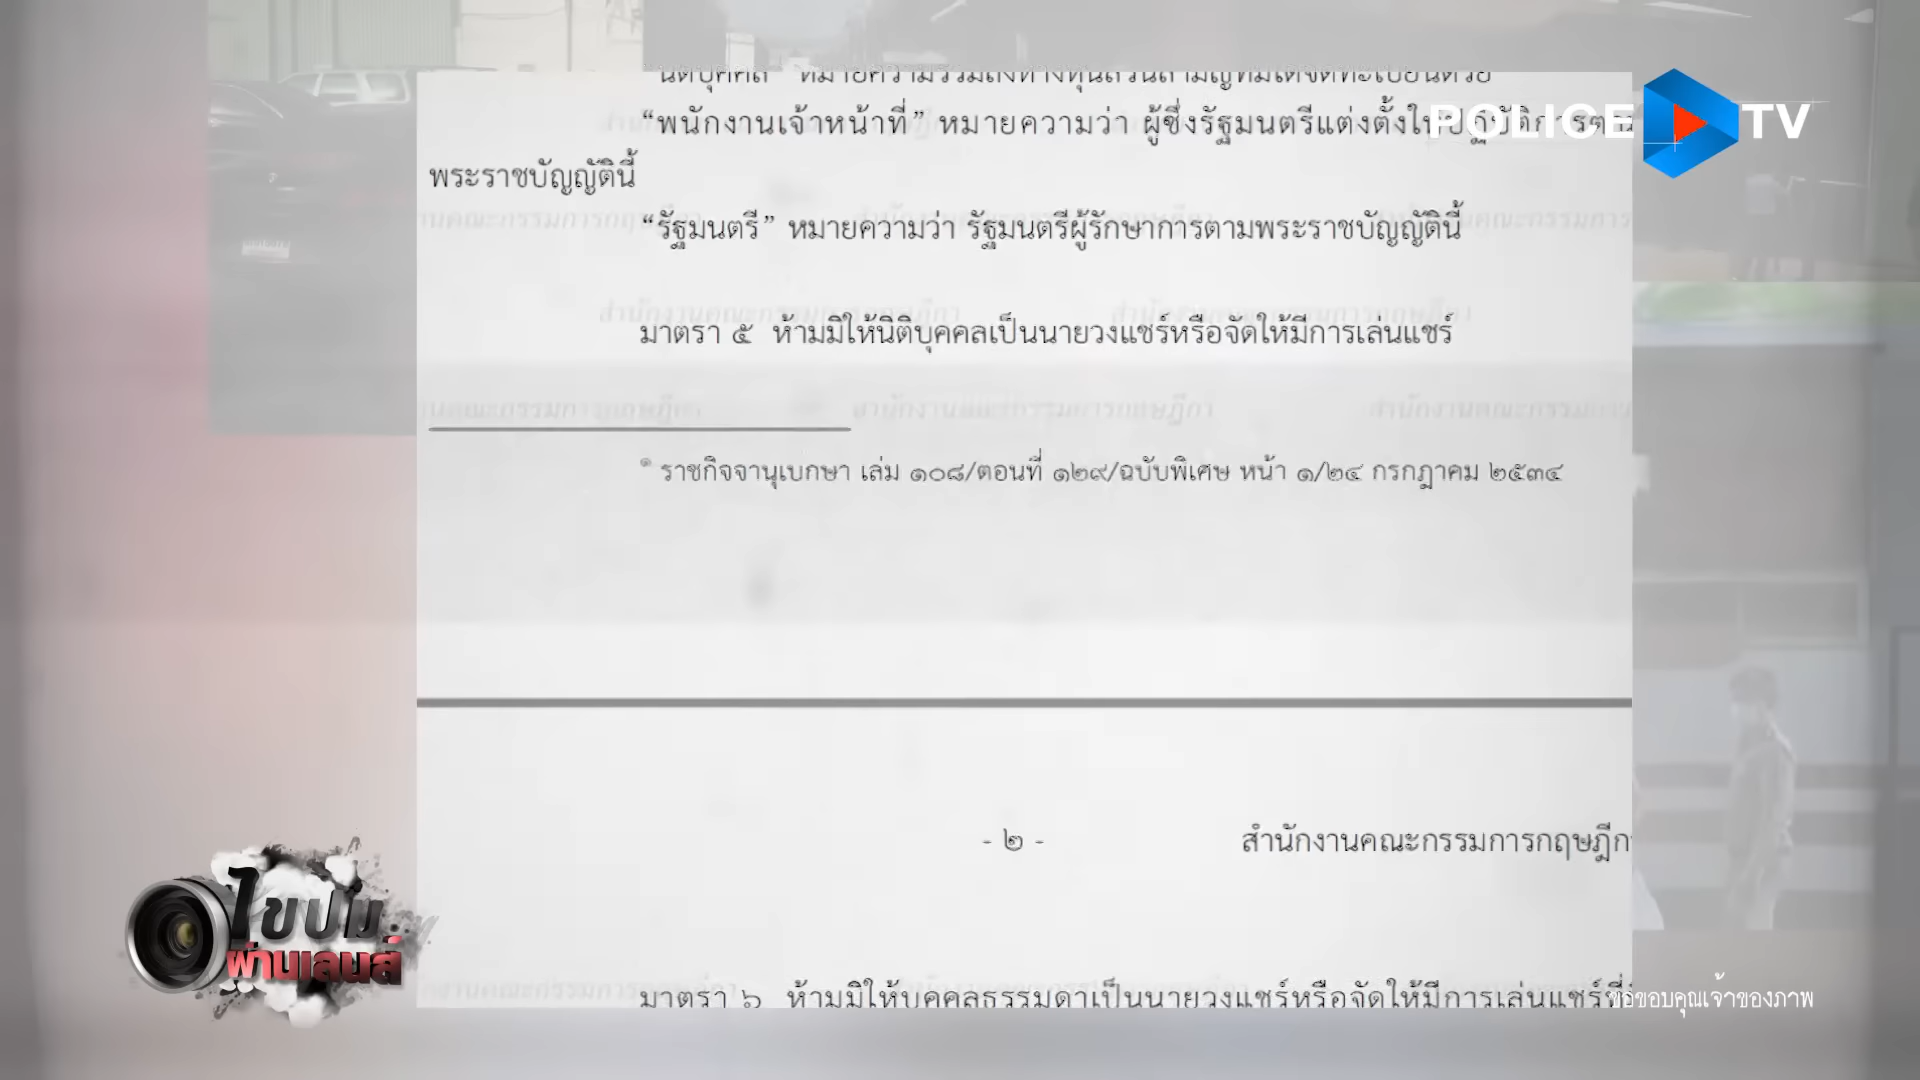 “พนักงานเจ้าหน้าที่” หมายความว่า ผู้ซึ่งรัฐมนตรีแต่งตั้งให้ปฏิบัติการตาม
POLICE TV
พระราชบัญญัตินี้
“รัฐมนตรี” หมายความว่า รัฐมนตรีผู้รักษาการตามพระราชบัญญัตินี้
มาตรา ๕ ห้ามมิให้นิติบุคคลเป็นนายวงแชร์หรือจัดให้มีการเล่นแชร์
๑ ราชกิจจานุเบกษา เล่ม ๑๐๘/ตอนที่ ๑๒๙/ฉบับพิเศษ หน้า ๑/๒๔ กรกฎาคม ๒๕๓๔
- ๒ - สำนักงานคณะกรรมการกฤษฎีก
ไขปม
ผ่านเลนส์
มาตรา ๖ ห้ามมิให้บุคคลธรรมดาเป็นนายวงแชร์หรือจัดให้มีการเล่นแชร์ที่
ขอขอบคุณเจ้าของภาพ